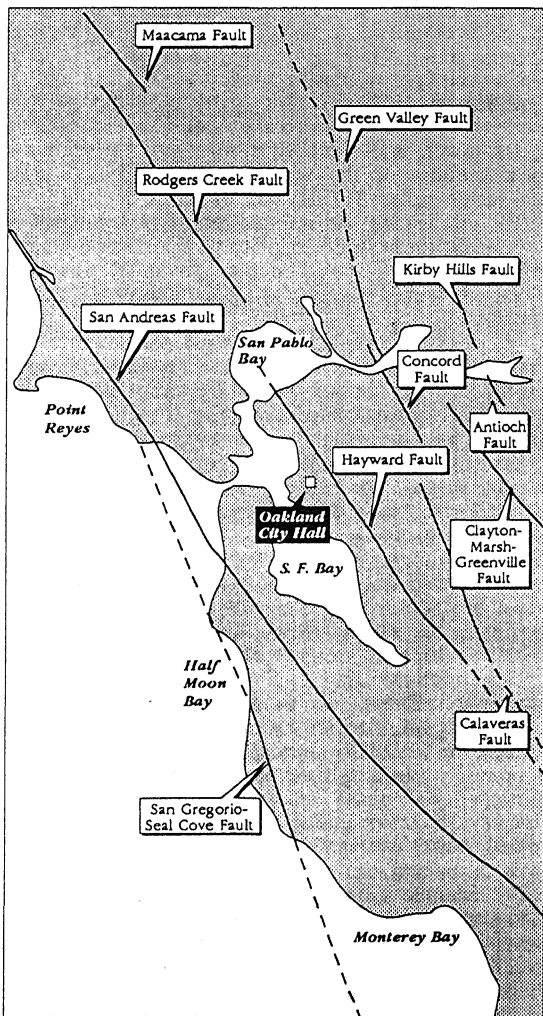 Maacama Fault
Green Valley Fault
Rodgers Creek Fault
Kirby Hills Fault
San Andreas Fault
San Pablo
Bay
Concord
Fault
Point
Reyes
Antioch
Fault
Hayward Fault
Oakland
City Hall
Clayton-
Marsh-
Greenville
Fault
S. F. Bay
Half
Moon
Bay
Calaveras
Fault
San Gregorio-
Seal Cove Fault
Monterey Bay